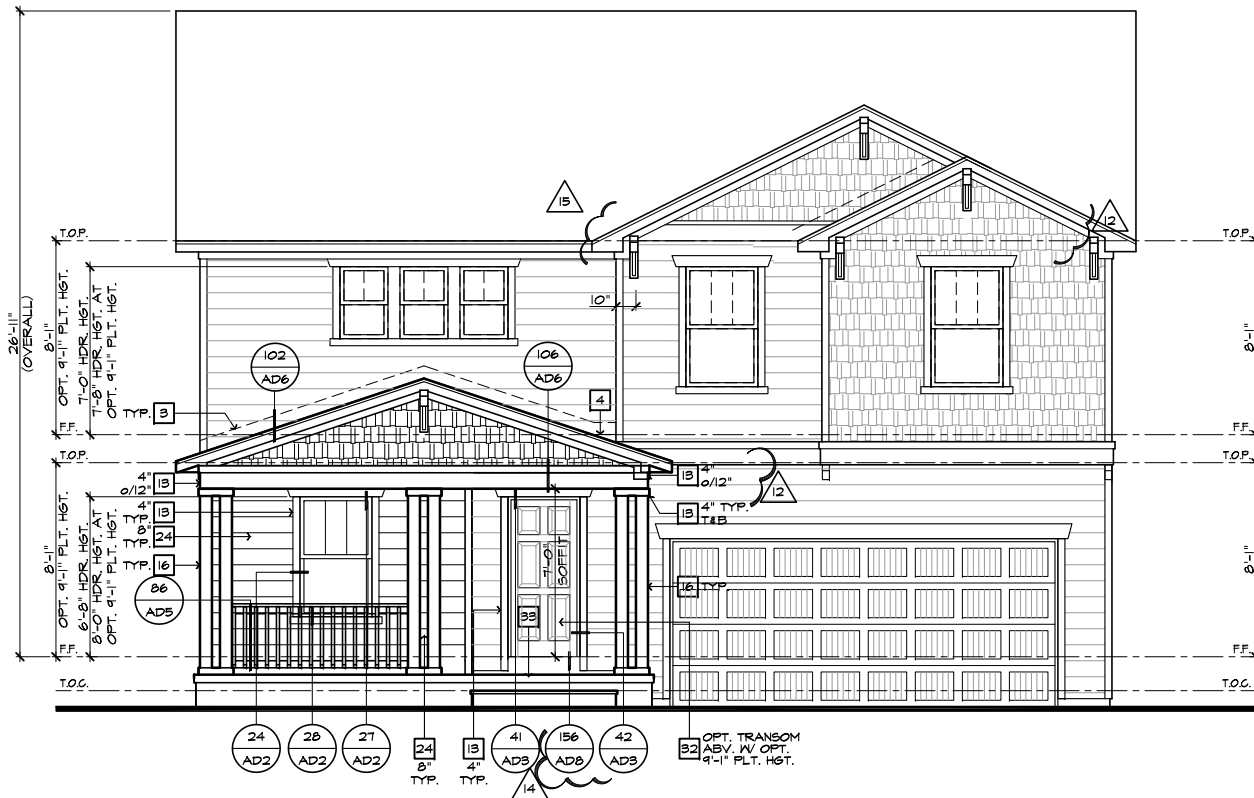 15
12
T.O.P.
T.O.P.
26'-11"
(OVERALL)
8'-1"
OPT. 9'-1" PLT. HGT.
7'-0" HDR. HGT.
7'-8" HDR. HGT. AT
OPT. 9'-1" PLT. HGT.
10"
8'-1"
102
AD6
106
AD6
TYP. 3
4
F.F.
F.F.
T.O.P.
T.O.P.
4" 13
o/12"
13 4"
o/12"
12
4" 13
TYP.
13 4" TYP.
T&B
8" 24
TYP.
TYP. 16
16 TYP.
86
AD5
8'-1"
OPT. 9'-1" PLT. HGT.
6'-8" HDR. HGT.
8'-0" HDR. HGT. AT
OPT. 9'-1" PLT. HGT.
7'-0"
SOFFIT
33
8'-1"
F.F.
F.F.
T.O.C.
T.O.C.
24
AD2
28
AD2
27
AD2
24
8"
TYP.
13
4"
TYP.
41
AD3
156
AD8
42
AD3
32 OPT. TRANSOM
ABV. W/ OPT.
9'-1" PLT. HGT.
14